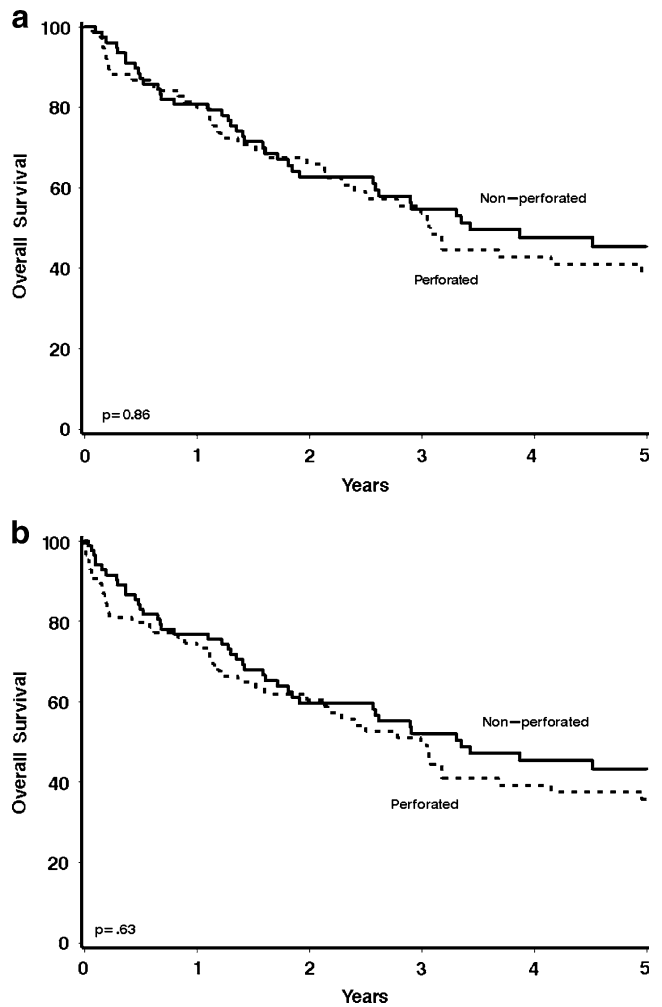 a
100
80
60
40
20
0
Overall Survival
Non-perforated
Perforated
p=0.86
0 1 2 3 4 5
Years
b
100
80
60
40
20
0
Overall Survival
Non-perforated
Perforated
p=.63
0 1 2 3 4 5
Years